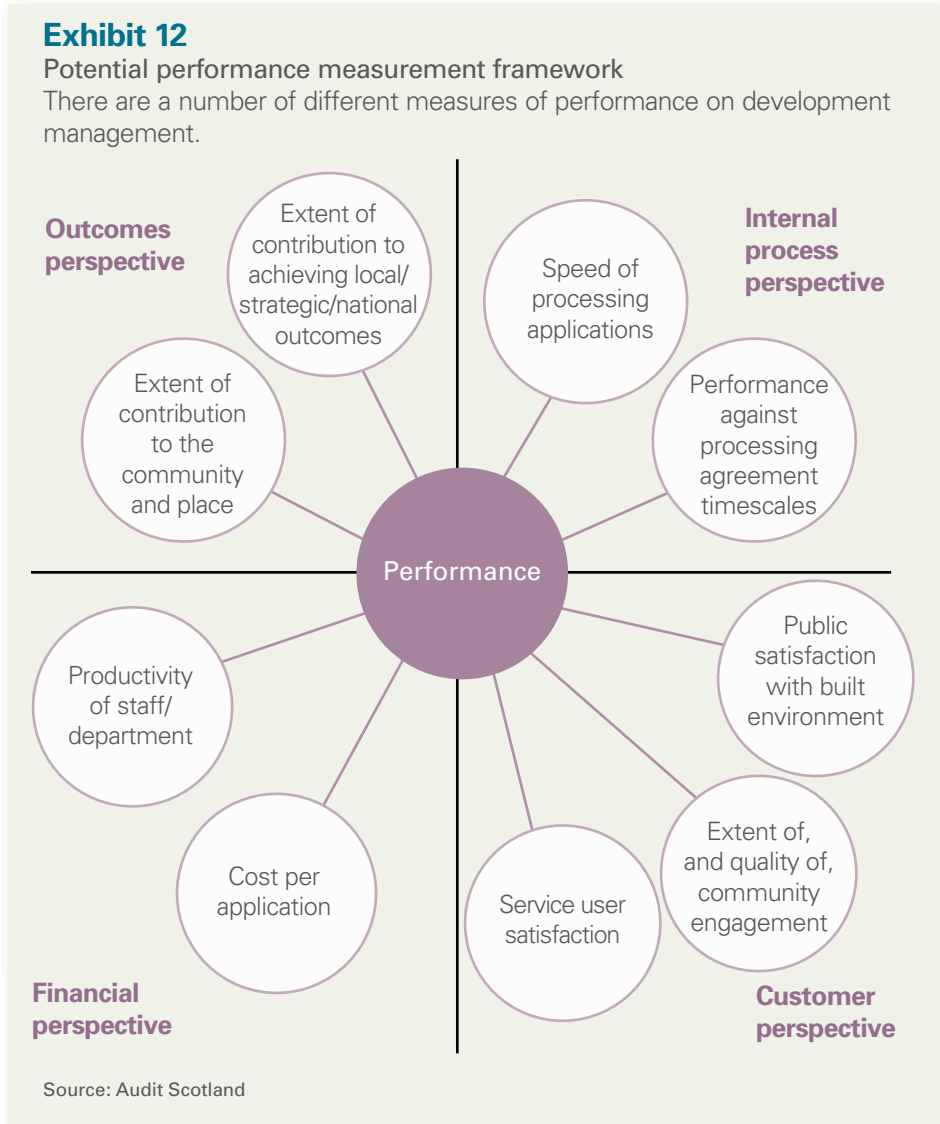 Exhibit 12
Potential performance measurement framework
There are a number of different measures of performance on development
management.
Outcomes
perspective
Extent of
contribution to
achieving local/
strategic/national
outcomes
Extent of
contribution
to the
community
and place
Speed of
processing
applications
Internal
process
perspective
Performance
against
processing
agreement
timescales
Performance
Productivity
of staff/
department
Cost per
application
Financial
perspective
Public
satisfaction
with built
environment
Extent of,
and quality of,
community
engagement
Service user
satisfaction
Customer
perspective
Source: Audit Scotland